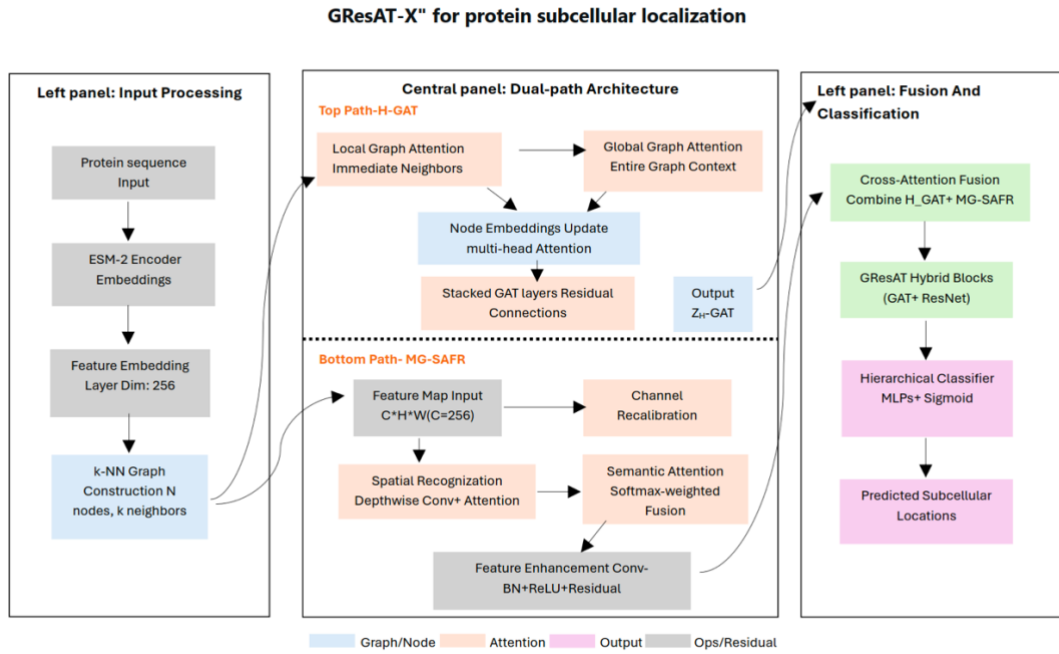 GResAT-X" for protein subcellular localization
Left panel: Input Processing
Protein sequence
Input
ESM-2 Encoder
Embeddings
Feature Embedding
Layer Dim: 256
k-NN Graph
Construction N
nodes, k neighbors
Central panel: Dual-path Architecture
Top Path-H-GAT
Local Graph Attention
Immediate Neighbors
Global Graph Attention
Entire Graph Context
Node Embeddings Update
multi-head Attention
Stacked GAT layers Residual
Connections
Output
Zₕ-GAT
Bottom Path- MG-SAFR
Feature Map Input
C*H*W(C=256)
Channel
Recalibration
Spatial Recognization
Depthwise Conv+ Attention
Semantic Attention
Softmax-weighted
Fusion
Feature Enhancement Conv-
BN+ReLU+Residual
Left panel: Fusion And
Classification
Cross-Attention Fusion
Combine H_GAT+ MG-SAFR
GResAT Hybrid Blocks
(GAT+ ResNet)
Hierarchical Classifier
MLPs+ Sigmoid
Predicted Subcellular
Locations
Graph/Node
Attention
Output
Ops/Residual